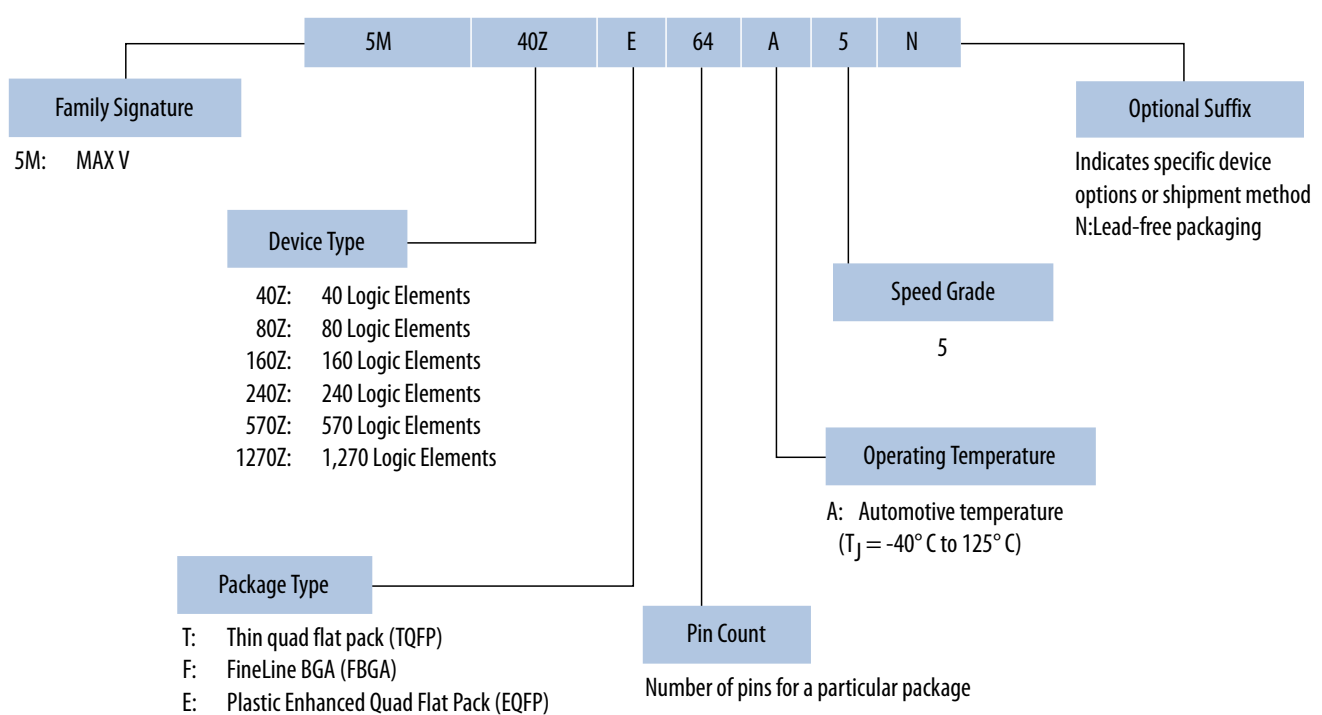 5M 40Z E 64 A 5 N
Family Signature
5M: MAX V
Optional Suffix
Indicates specific device
options or shipment method
N:Lead-free packaging
Device Type
40Z: 40 Logic Elements
80Z: 80 Logic Elements
160Z: 160 Logic Elements
240Z: 240 Logic Elements
570Z: 570 Logic Elements
1270Z: 1,270 Logic Elements
Speed Grade
5
Operating Temperature
A: Automotive temperature
(TJ = -40° C to 125° C)
Package Type
T: Thin quad flat pack (TQFP)
F: FineLine BGA (FBGA)
E: Plastic Enhanced Quad Flat Pack (EQFP)
Pin Count
Number of pins for a particular package